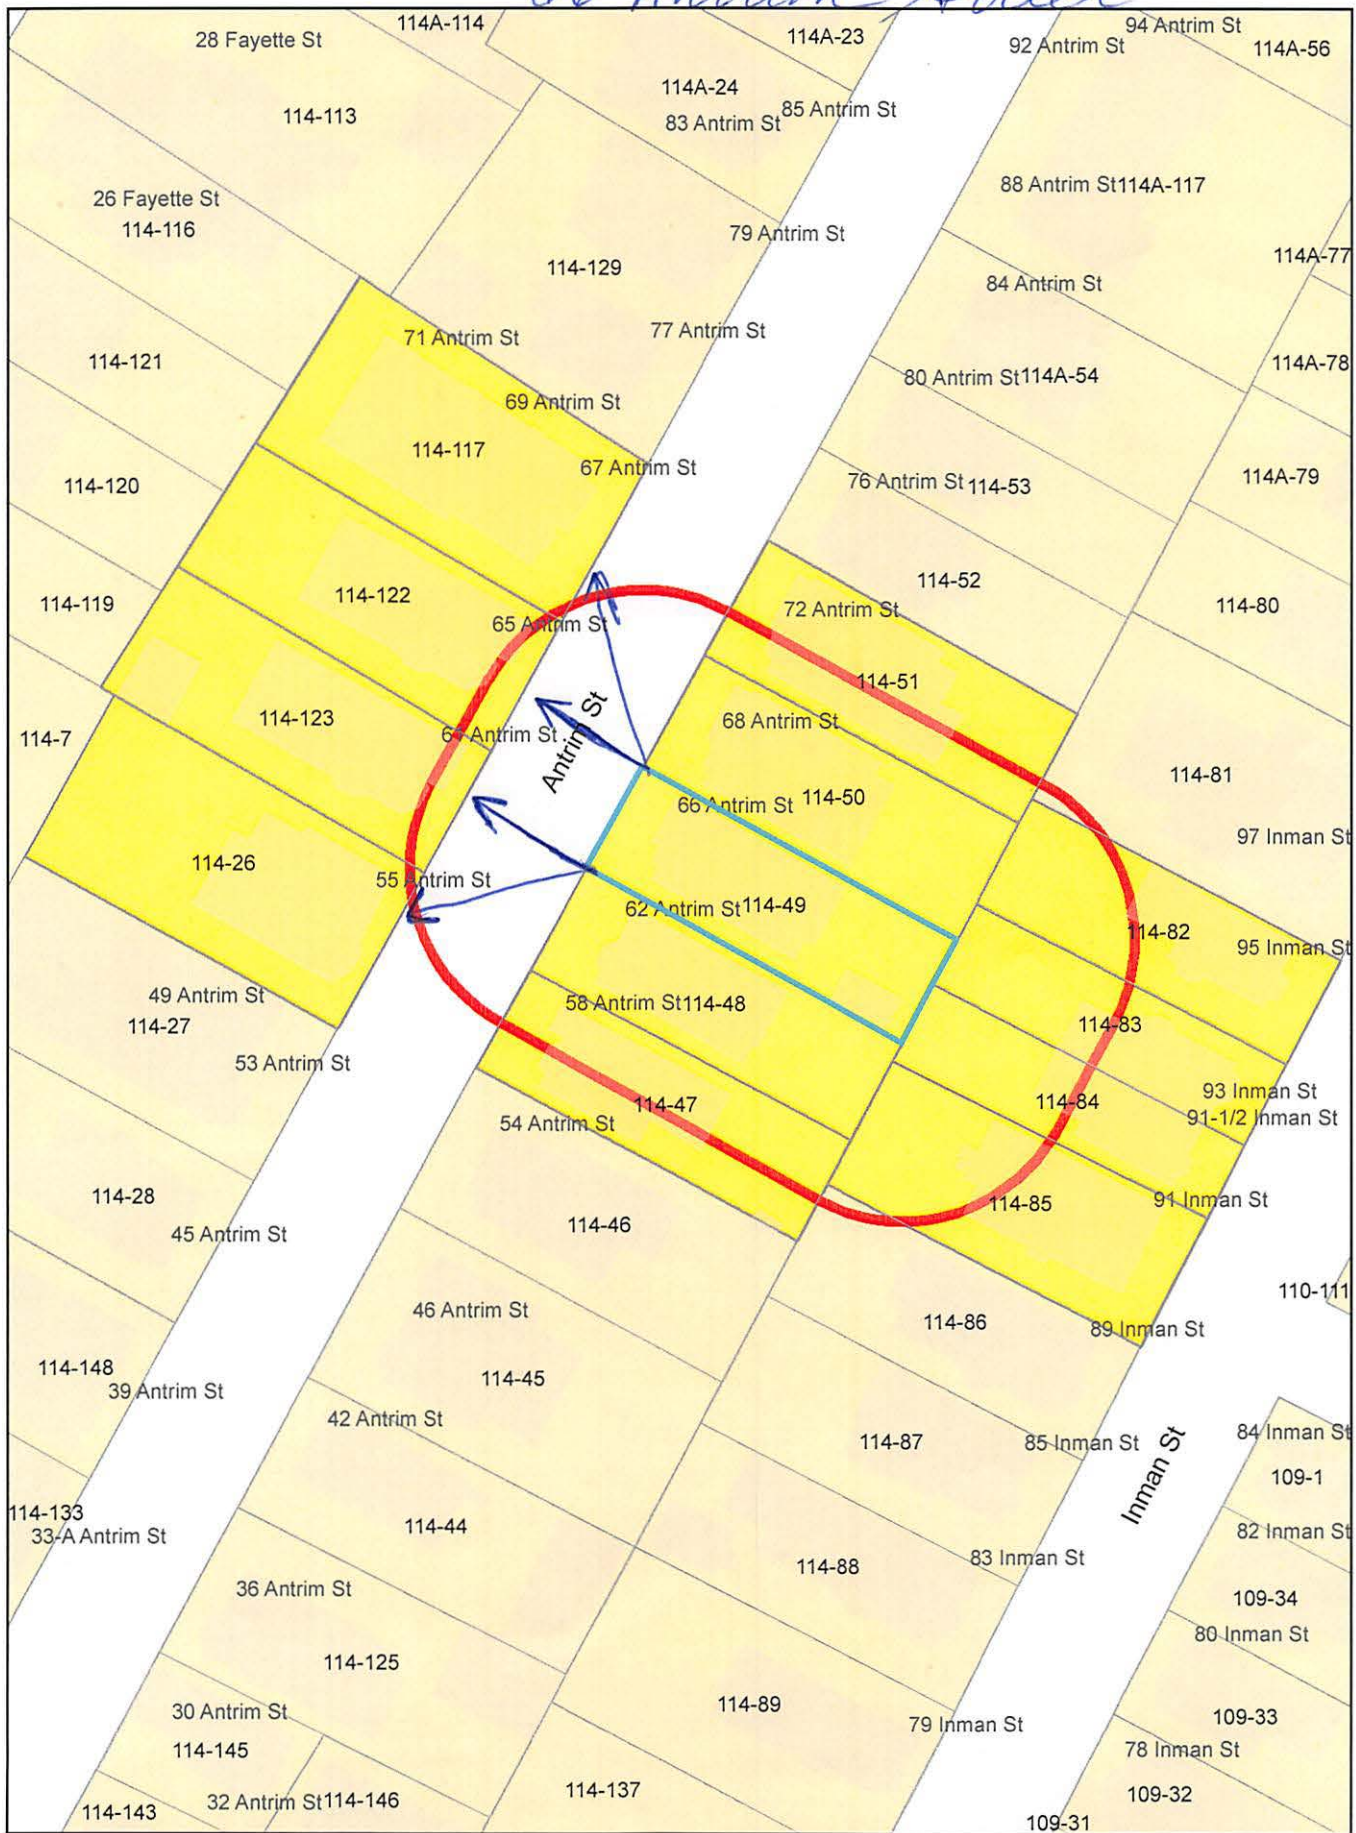 62 Antrim Street
94 Antrim St
114A-114
28 Fayette St
114A-23
92 Antrim St
114A-56
114A-24
85 Antrim St
114-113
83 Antrim St
88 Antrim St 114A-117
26 Fayette St
114-116
79 Antrim St
114A-77
114-129
84 Antrim St
77 Antrim St
71 Antrim St
114-121
114A-78
80 Antrim St 114A-54
69 Antrim St
114-117
67 Antrim St
114A-79
76 Antrim St 114-53
114-120
114-52
114-122
114-119
72 Antrim St
114-80
65 Antrim St
114-51
114-123
68 Antrim St
61 Antrim St
114-7
Antrim St
114-81
66 Antrim St 114-50
97 Inman St
114-26
55 Antrim St
62 Antrim St 114-49
114-82
95 Inman St
49 Antrim St
58 Antrim St 114-48
114-27
114-83
53 Antrim St
93 Inman St
114-47
114-84
91-1/2 Inman St
54 Antrim St
114-28
91 Inman St
114-85
114-46
45 Antrim St
110-111
46 Antrim St
114-86
89 Inman St
114-148
114-45
39 Antrim St
42 Antrim St
84 Inman St
114-87
85 Inman St
Inman St
109-1
114-133
33-A Antrim St
114-44
82 Inman St
114-88
83 Inman St
36 Antrim St
109-34
80 Inman St
114-125
114-89
30 Antrim St
109-33
79 Inman St
114-145
78 Inman St
114-137
109-32
32 Antrim St 114-146
114-143
109-31